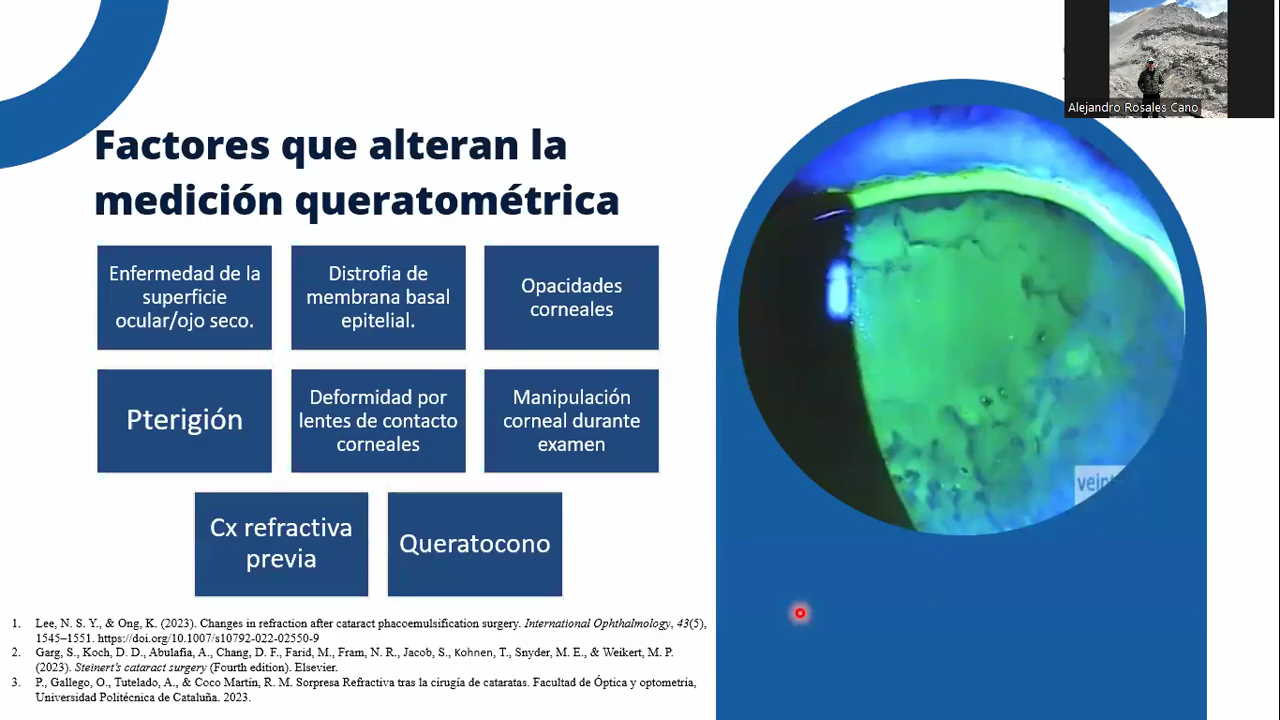 Alejandro Rosales Cano
Factores que alteran la
medición queratométrica
Enfermedad de la
superficie
ocular/ojo seco.
Distrofia de
membrana basal
epitelial.
Opacidades
corneales
Pterigión
Deformidad por
lentes de contacto
corneales
Manipulación
corneal durante
examen
Cx refractiva
previa
Queratocono
1. Lee, N. S. Y., & Ong, K. (2023). Changes in refraction after cataract phacoemulsification surgery. International Ophthalmology, 43(5),
1545–1551. https://doi.org/10.1007/s10792-022-02550-9
2. Garg, S., Koch, D. D., Abulafia, A., Chang, D. F., Farid, M., Fram, N. R., Jacob, S., Kohnen, T., Snyder, M. E., & Weikert, M. P.
(2023). Steinert's cataract surgery (Fourth edition). Elsevier.
3. P., Gallego, O., Tutelado, A., & Coco Martín, R. M. Sorpresa Refractiva tras la cirugía de cataratas. Facultad de Óptica y optometria,
Universidad Politécnica de Cataluña. 2023.